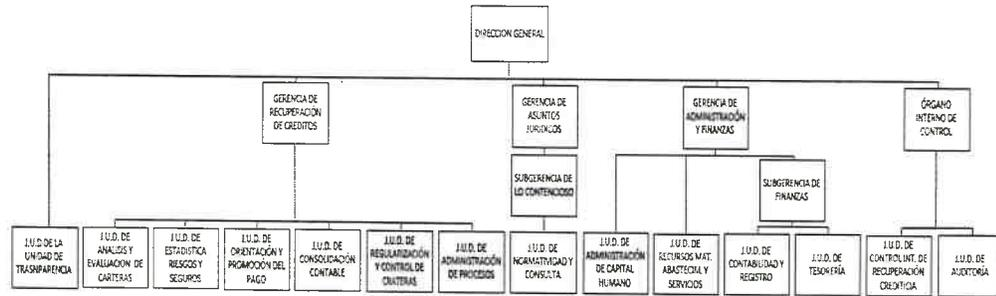 DIRECCION GENERAL
GERENCIA DE
RECUPERACIÓN
DE CREDITOS
GERENCIA DE
ASUNTOS
JURIDICOS
GERENCIA DE
ADMINISTRACIÓN
Y FINANZAS
ÓRGANO
INTERNO DE
CONTROL
SUBGERENCIA DE
LO CONTENCIOSO
SUBGERENCIA DE
FINANZAS
J.U.D. DE LA
UNIDAD DE
TRASNPARENCIA
J.U.D. DE
ANALISIS Y
EVALUACION DE
CARTERAS
J.U.D. DE
ESTADISTICA
RIESGOS Y
SEGUROS
J.U.D. DE
ORIENTACIÓN Y
PROMOCIÓN DEL
PAGO
J.U.D. DE
CONSOLIDACIÓN
CONTABLE
J.U.D. DE
REGULARIZACIÓN
Y CONTROL DE
CRATERAS
J.U.D. DE
ADMINISTRACIÓN
DE PROCESOS
J.U.D. DE
NORMATIVIDAD Y
CONSULTA
J.U.D. DE
ADMINISTRACIÓN
DE CAPITAL
HUMANO
J.U.D. DE
RECURSOS MAT.
ABASTECIM. Y
SERVICIOS
J.U.D. DE
CONTABILIDAD Y
REGISTRO
J.U.D. DE
TESORERÍA
J.U.D. DE
CONTROL INT. DE
RECUPERACIÓN
CREDITICIA
J.U.D. DE
AUDITORÍA